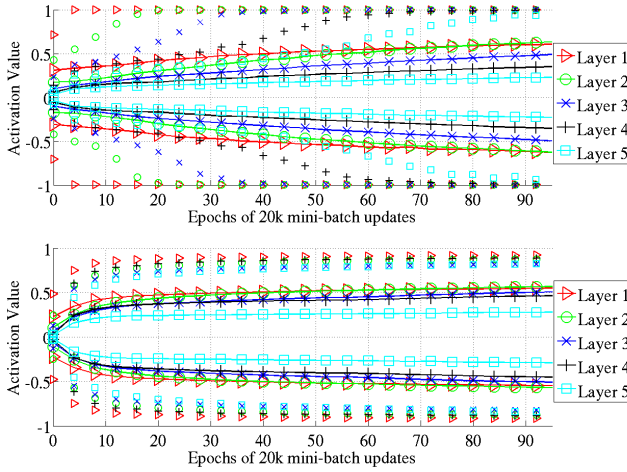 1
0.5
0
-0.5
-1
Activation Value
0 10 20 30 40 50 60 70 80 90
Epochs of 20k mini-batch updates
Layer 1
Layer 2
Layer 3
Layer 4
Layer 5
1
0.5
0
-0.5
-1
Activation Value
0 10 20 30 40 50 60 70 80 90
Epochs of 20k mini-batch updates
Layer 1
Layer 2
Layer 3
Layer 4
Layer 5